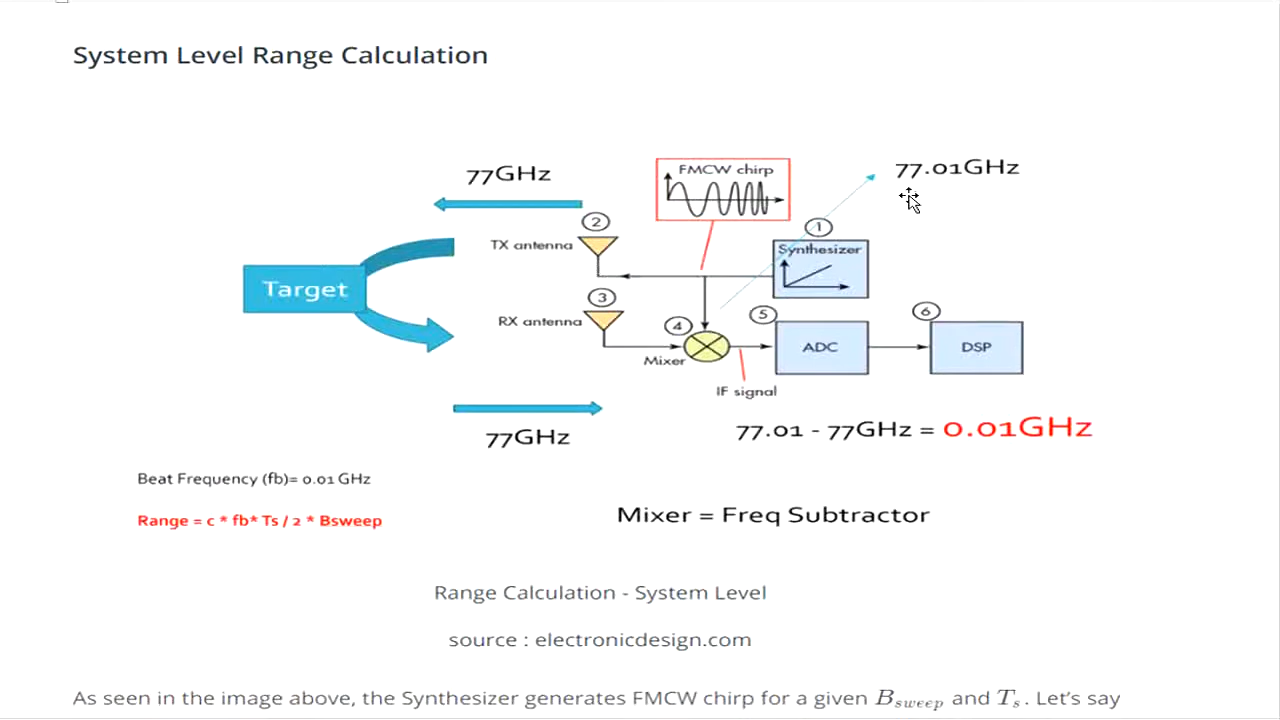 System Level Range Calculation
77GHz
FMCW chirp
77.01GHz
2
1
TX antenna
Synthesizer
Target
3
RX antenna
4
5
6
Mixer
ADC
DSP
IF signal
77GHz
77.01 - 77GHz = 0.01GHz
Beat Frequency (fb)= 0.01 GHz
Range = c * fb* Ts / 2 * Bsweep
Mixer = Freq Subtractor
Range Calculation - System Level
source : electronicdesign.com
As seen in the image above, the Synthesizer generates FMCW chirp for a given B_sweep and T_s. Let’s say